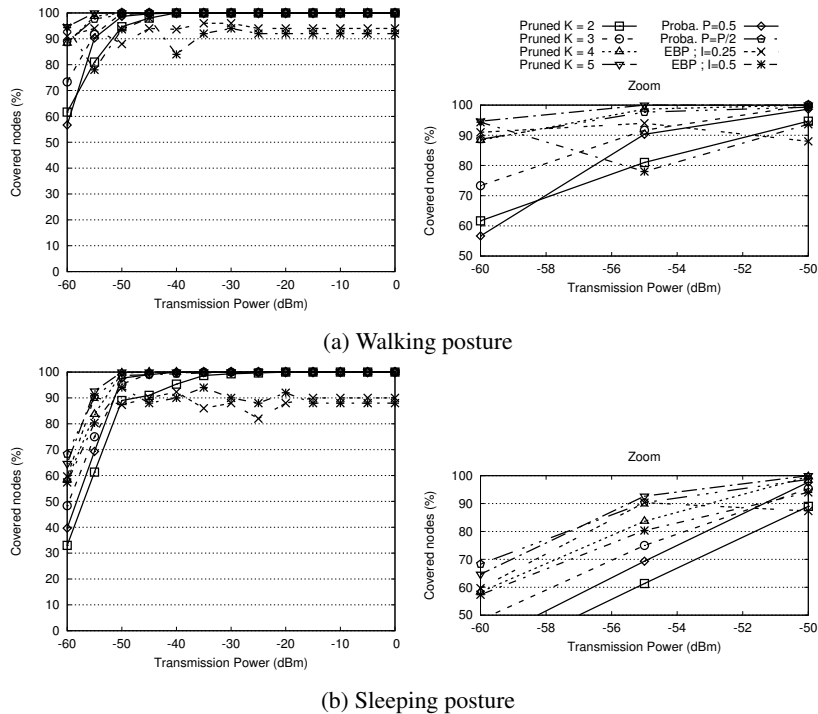 Covered nodes (%)
100
90
80
70
60
50
40
30
20
10
0
-60 -50 -40 -30 -20 -10 0
Transmission Power (dBm)
Pruned K = 2
Pruned K = 3
Pruned K = 4
Pruned K = 5
Proba. P=0.5
Proba. P=P/2
EBP ; I=0.25
EBP ; I=0.5
Zoom
Covered nodes (%)
100
90
80
70
60
50
-60 -58 -56 -54 -52 -50
Transmission Power (dBm)
(a) Walking posture
Covered nodes (%)
100
90
80
70
60
50
40
30
20
10
0
-60 -50 -40 -30 -20 -10 0
Transmission Power (dBm)
Zoom
Covered nodes (%)
100
90
80
70
60
50
-60 -58 -56 -54 -52 -50
Transmission Power (dBm)
(b) Sleeping posture